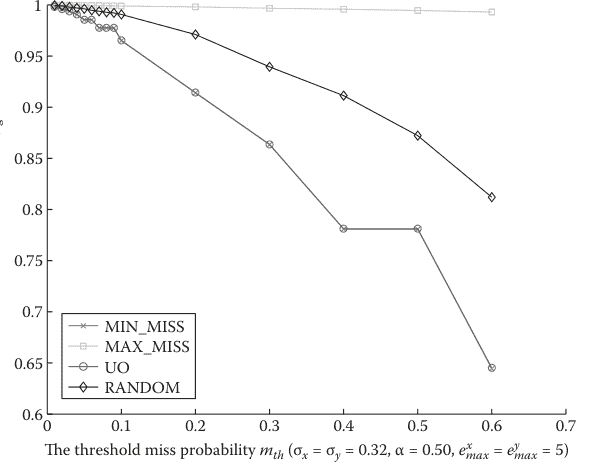 1
0.95
0.9
0.85
0.8
0.75
0.7
0.65
0.6
MIN_MISS
MAX_MISS
UO
RANDOM
0 0.1 0.2 0.3 0.4 0.5 0.6 0.7
The threshold miss probability m_th (σ_x = σ_y = 0.32, α = 0.50, e^x_max = e^y_max = 5)